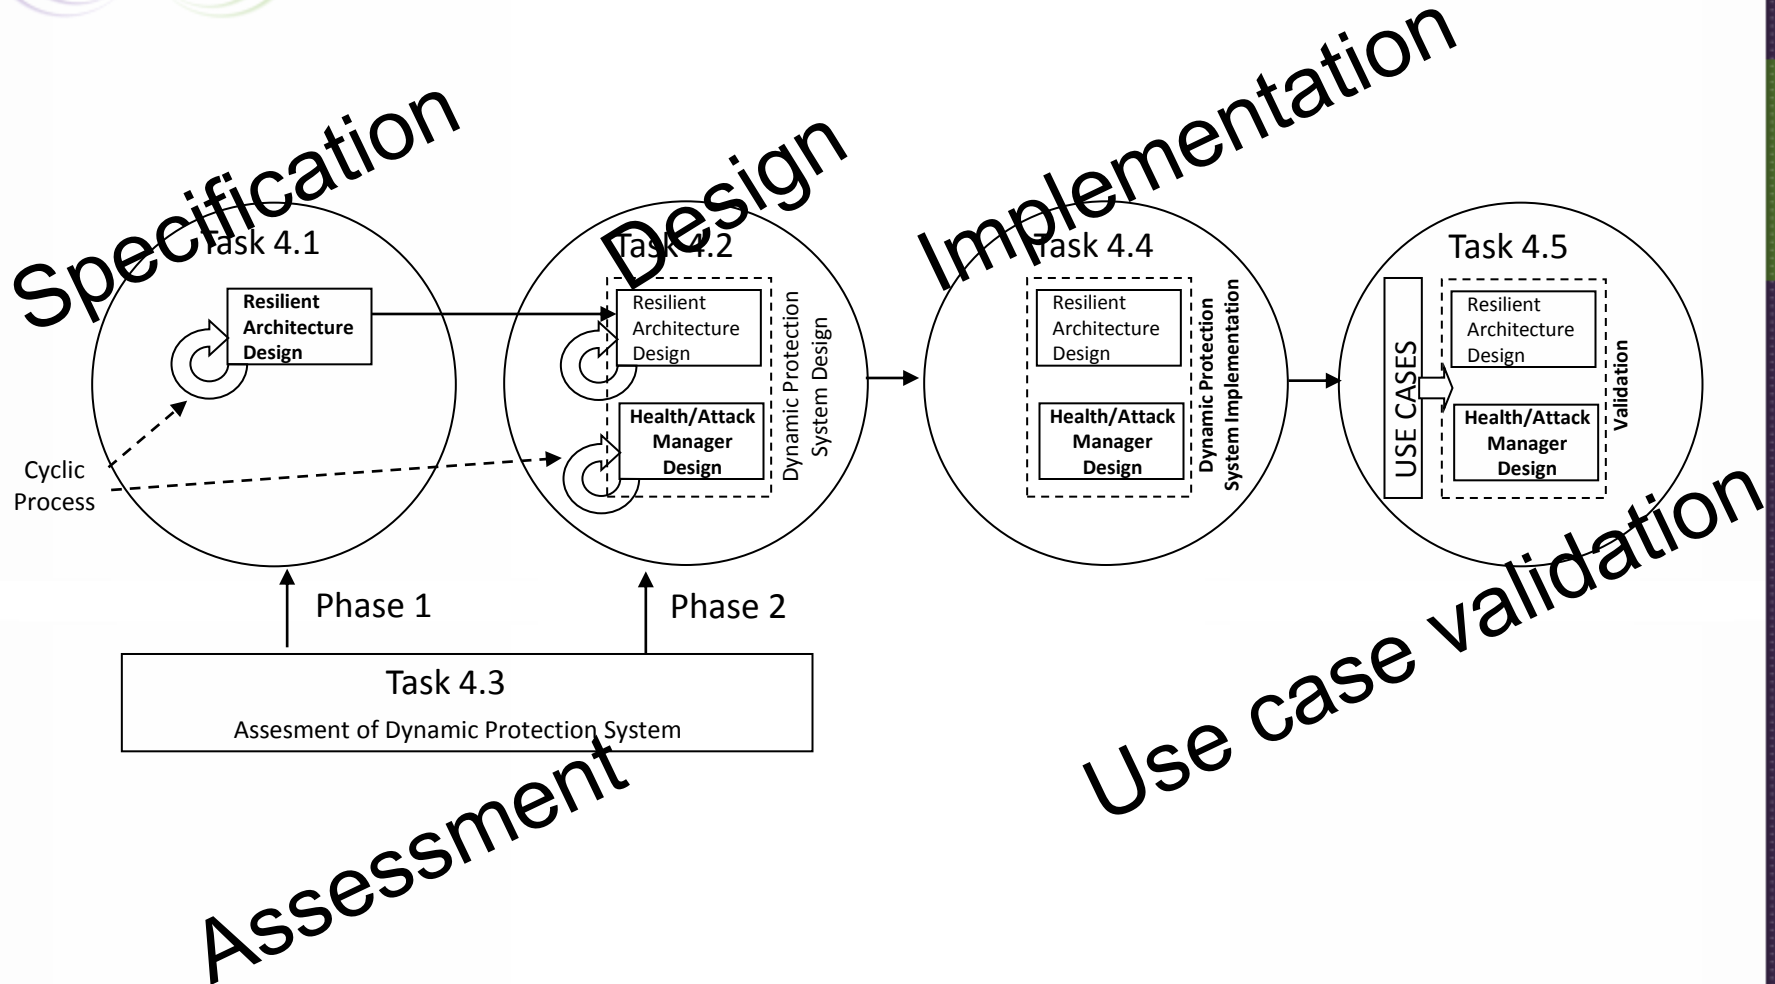 Specification
Design
Implementation
Task 4.1
Resilient
Architecture
Design
Cyclic
Process
Task 4.2
Resilient
Architecture
Design
Health/Attack
Manager
Design
Dynamic Protection
System Design
Task 4.4
Resilient
Architecture
Design
Health/Attack
Manager
Design
Dynamic Protection
System Implementation
Task 4.5
USE CASES
Resilient
Architecture
Design
Health/Attack
Manager
Design
Validation
Phase 1
Phase 2
Task 4.3
Assesment of Dynamic Protection System
Assessment
Use case validation